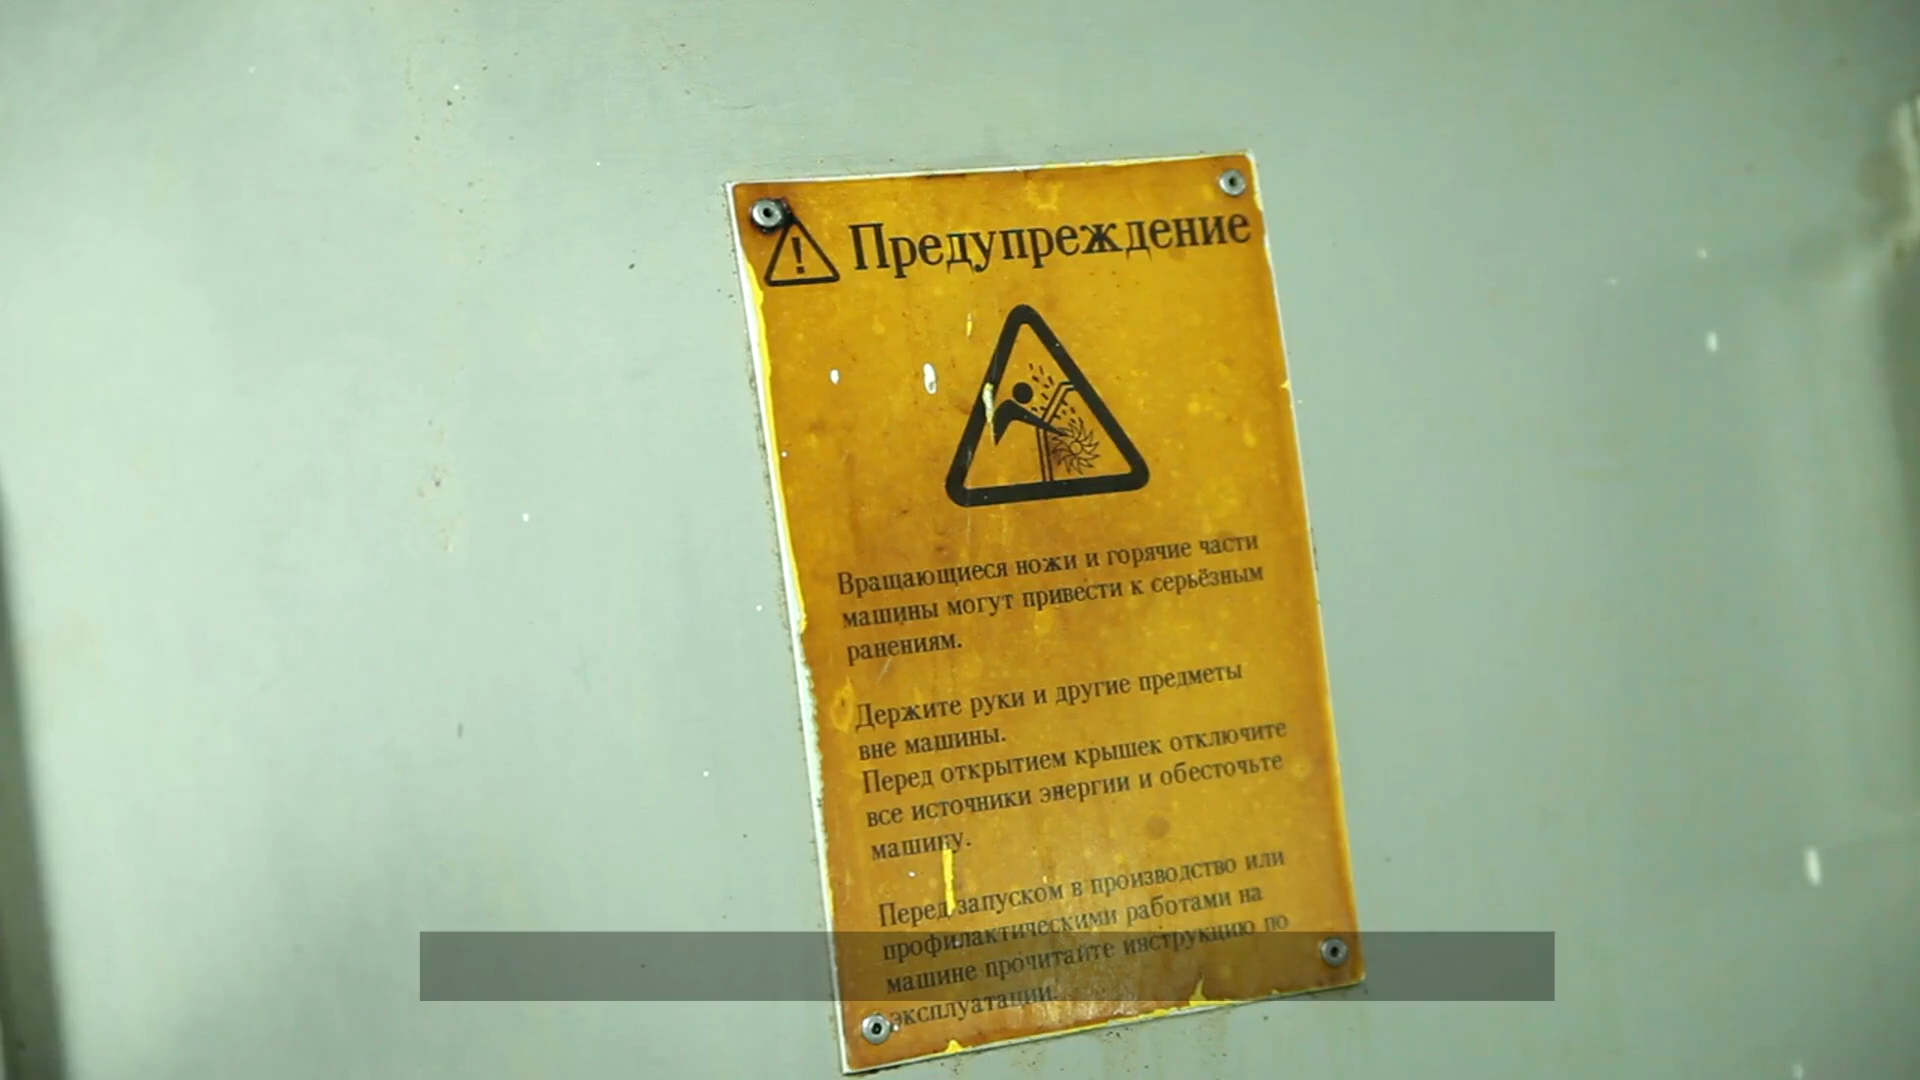 Предупреждение
Вращающиеся ножи и горячие части
машины могут привести к серьёзным
ранениям.
Держите руки и другие предметы
вне машины.
Перед открытием крышек отключите
все источники энергии и обесточьте
машину.
Перед запуском в производство или
профилактическими работами на
машине прочитайте инструкцию по
эксплуатации.